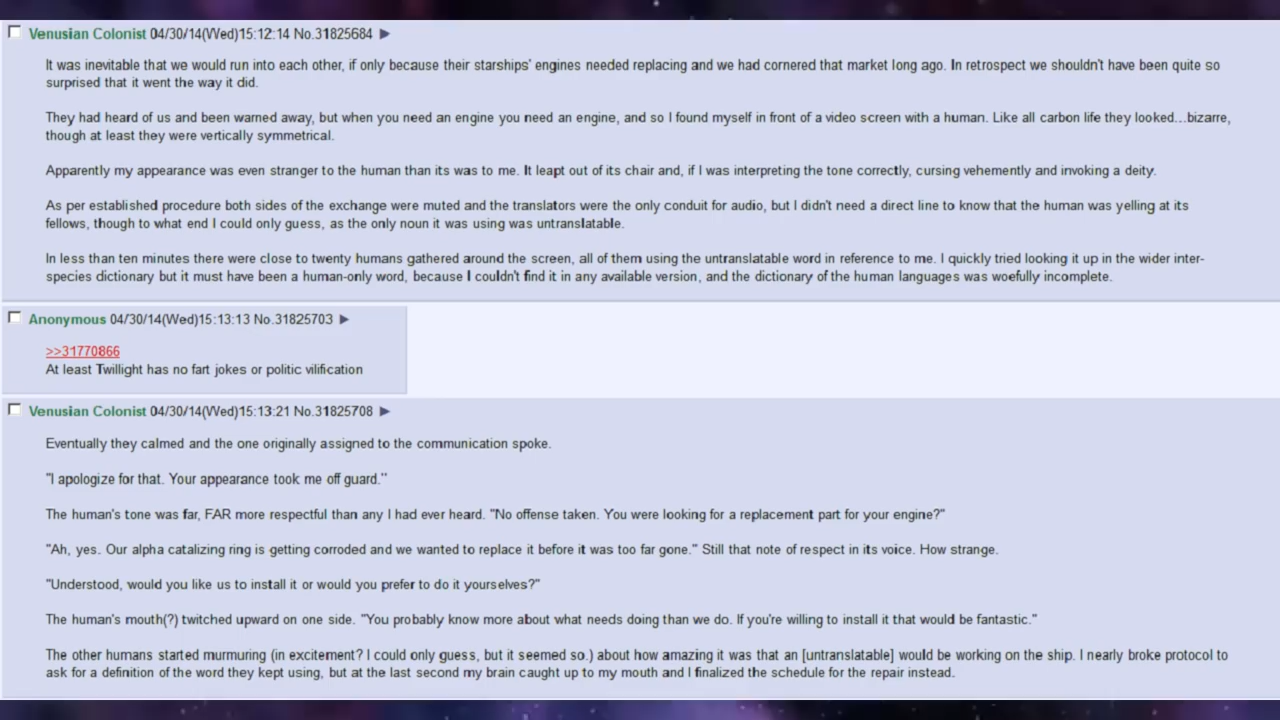 Venusian Colonist 04/30/14(Wed)15:12:14 No.31825684 ▶
It was inevitable that we would run into each other, if only because their starships' engines needed replacing and we had cornered that market long ago. In retrospect we shouldn't have been quite so
surprised that it went the way it did.
They had heard of us and been warned away, but when you need an engine you need an engine, and so I found myself in front of a video screen with a human. Like all carbon life they looked...bizarre,
though at least they were vertically symmetrical.
Apparently my appearance was even stranger to the human than its was to me. It leapt out of its chair and, if I was interpreting the tone correctly, cursing vehemently and invoking a deity.
As per established procedure both sides of the exchange were muted and the translators were the only conduit for audio, but I didn't need a direct line to know that the human was yelling at its
fellows, though to what end I could only guess, as the only noun it was using was untranslatable.
In less than ten minutes there were close to twenty humans gathered around the screen, all of them using the untranslatable word in reference to me. I quickly tried looking it up in the wider inter-
species dictionary but it must have been a human-only word, because I couldn't find it in any available version, and the dictionary of the human languages was woefully incomplete.
Anonymous 04/30/14(Wed)15:13:13 No.31825703 ▶
>>31770866
At least Twillight has no fart jokes or politic vilification
Venusian Colonist 04/30/14(Wed)15:13:21 No.31825708 ▶
Eventually they calmed and the one originally assigned to the communication spoke.
"I apologize for that. Your appearance took me off guard."
The human's tone was far, FAR more respectful than any I had ever heard. "No offense taken. You were looking for a replacement part for your engine?"
"Ah, yes. Our alpha catalizing ring is getting corroded and we wanted to replace it before it was too far gone." Still that note of respect in its voice. How strange.
"Understood, would you like us to install it or would you prefer to do it yourselves?"
The human's mouth(?) twitched upward on one side. "You probably know more about what needs doing than we do. If you're willing to install it that would be fantastic."
The other humans started murmuring (in excitement? I could only guess, but it seemed so.) about how amazing it was that an [untranslatable] would be working on the ship. I nearly broke protocol to
ask for a definition of the word they kept using, but at the last second my brain caught up to my mouth and I finalized the schedule for the repair instead.